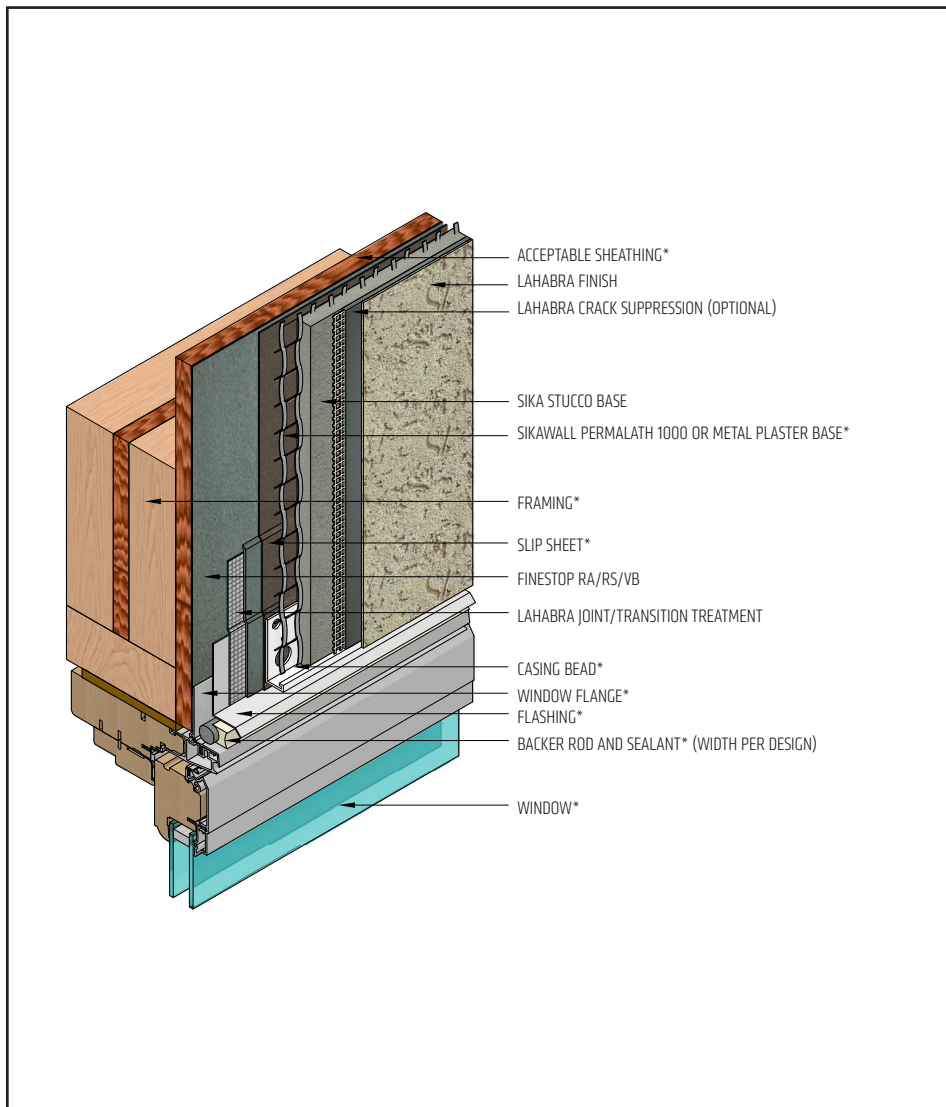 ACCEPTABLE SHEATHING*
LAHABRA FINISH
LAHABRA CRACK SUPPRESSION (OPTIONAL)
SIKA STUCCO BASE
SIKAWALL PERMALATH 1000 OR METAL PLASTER BASE*
FRAMING*
SLIP SHEET*
FINESTOP RA/RS/VB
LAHABRA JOINT/TRANSITION TREATMENT
CASING BEAD*
WINDOW FLANGE*
FLASHING*
BACKER ROD AND SEALANT* (WIDTH PER DESIGN)
WINDOW*